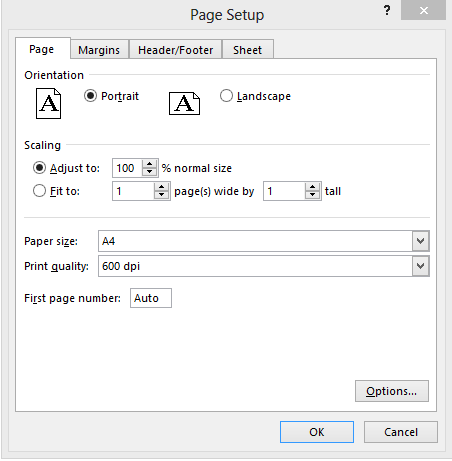 Page Setup ? ×
Page Margins Header/Footer Sheet
Orientation
A Portrait A Landscape
Scaling
Adjust to: 100 % normal size
Fit to: 1 page(s) wide by 1 tall
Paper size: A4
Print quality: 600 dpi
First page number: Auto
Options...
OK Cancel